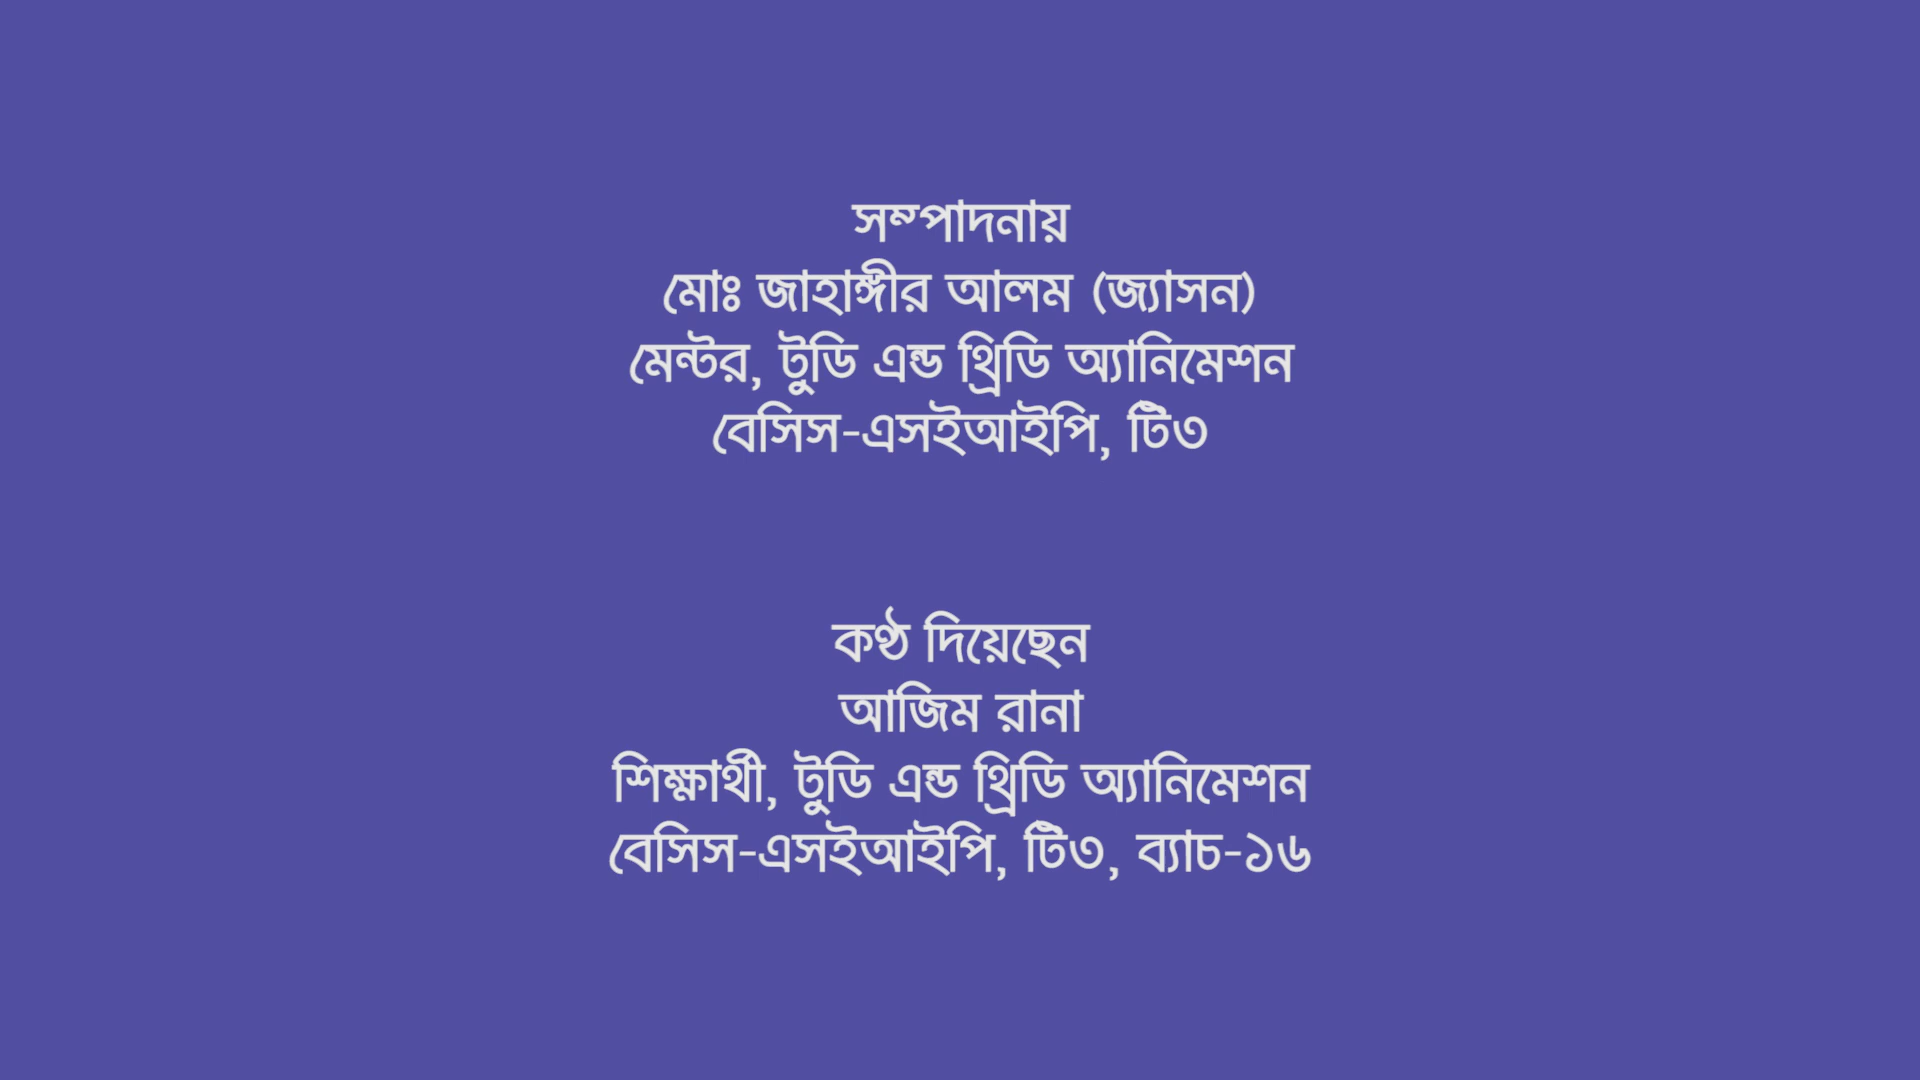 সম্পাদনায়
মোঃ জাহাঙ্গীর আলম (জ্যাসন)
মেন্টর, টুডি এন্ড থ্রিডি অ্যানিমেশন
বেসিস-এসইআইপি, টি৩
কণ্ঠ দিয়েছেন
আজিম রানা
শিক্ষার্থী, টুডি এন্ড থ্রিডি অ্যানিমেশন
বেসিস-এসইআইপি, টি৩, ব্যাচ-১৬